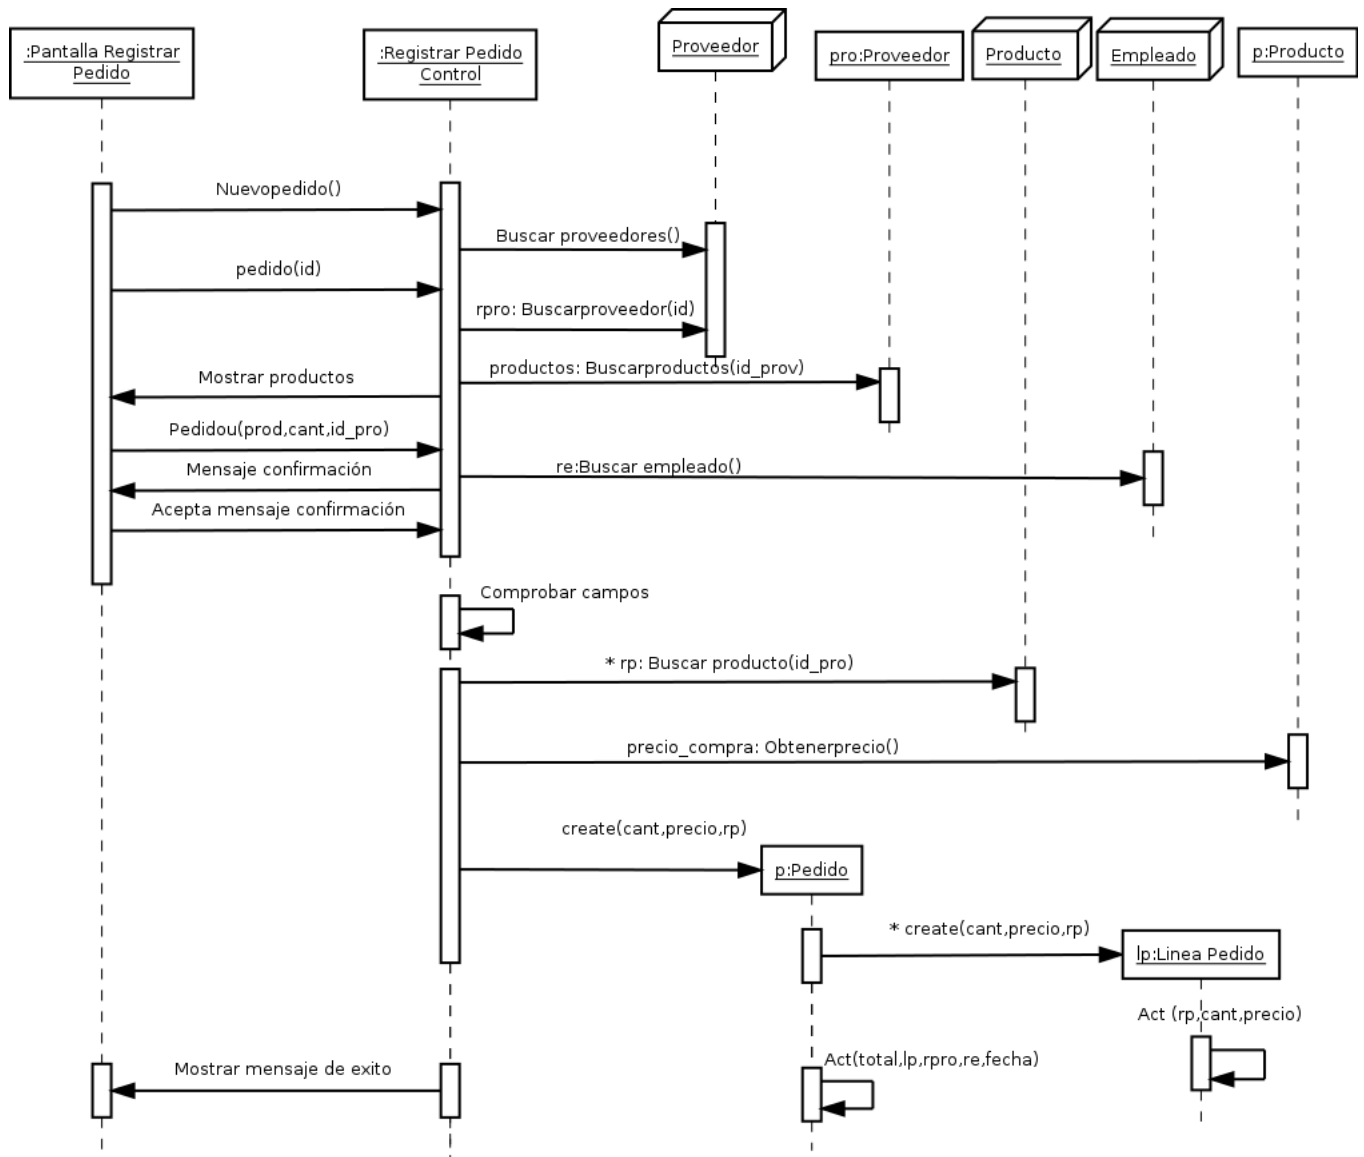 :Pantalla Registrar
Pedido
:Registrar Pedido
Control
Proveedor
pro:Proveedor
Producto
Empleado
p:Producto
Nuevopedido()
Buscar proveedores()
pedido(id)
rpro: Buscarproveedor(id)
productos: Buscarproductos(id_prov)
Mostrar productos
Pedidou(prod,cant,id_pro)
Mensaje confirmación
re:Buscar empleado()
Acepta mensaje confirmación
Comprobar campos
* rp: Buscar producto(id_pro)
precio_compra: Obtenerprecio()
create(cant,precio,rp)
p:Pedido
* create(cant,precio,rp)
lp:Linea Pedido
Act (rp,cant,precio)
Act(total,lp,rpro,re,fecha)
Mostrar mensaje de exito